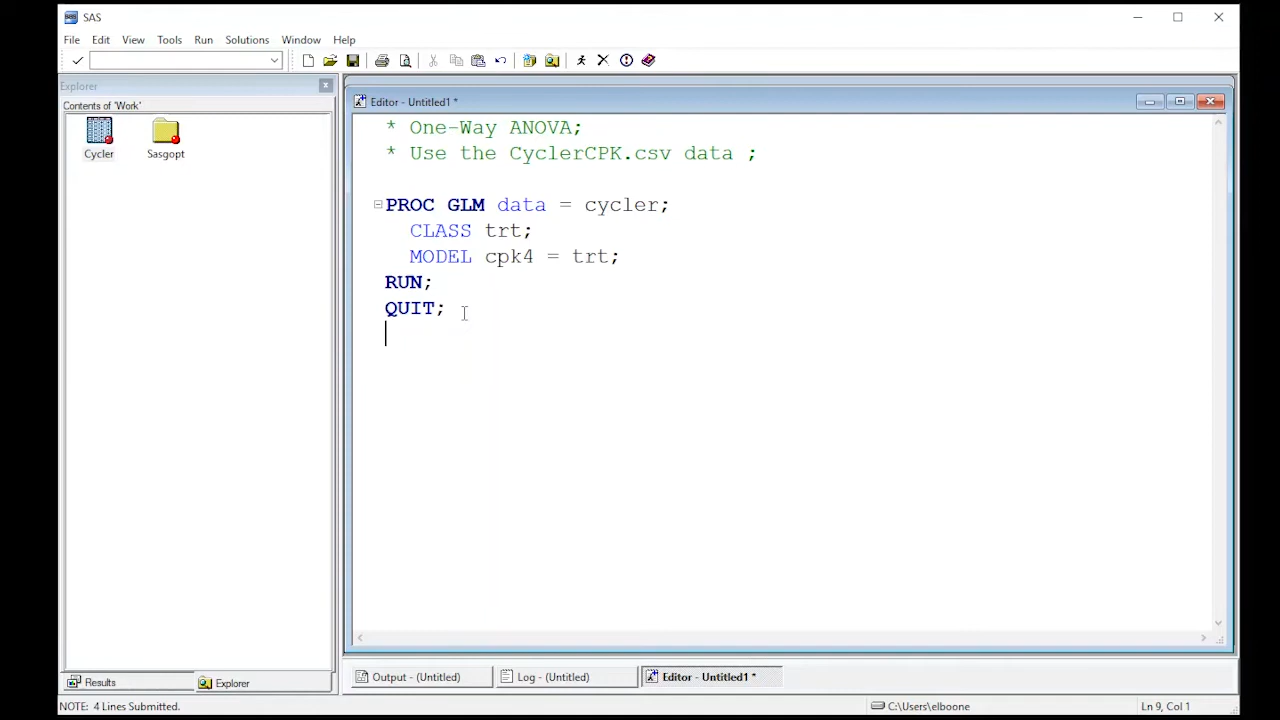 SAS
File Edit View Tools Run Solutions Window Help
Explorer
Contents of 'Work'
Cycler Sasgopt
Editor - Untitled1 *
* One-Way ANOVA;
* Use the CyclerCPK.csv data ;
PROC GLM data = cycler;
CLASS trt;
MODEL cpk4 = trt;
RUN;
QUIT;
Results Explorer
Output - (Untitled) Log - (Untitled) Editor - Untitled1 *
NOTE: 4 Lines Submitted. C:\Users\elboone Ln 9, Col 1